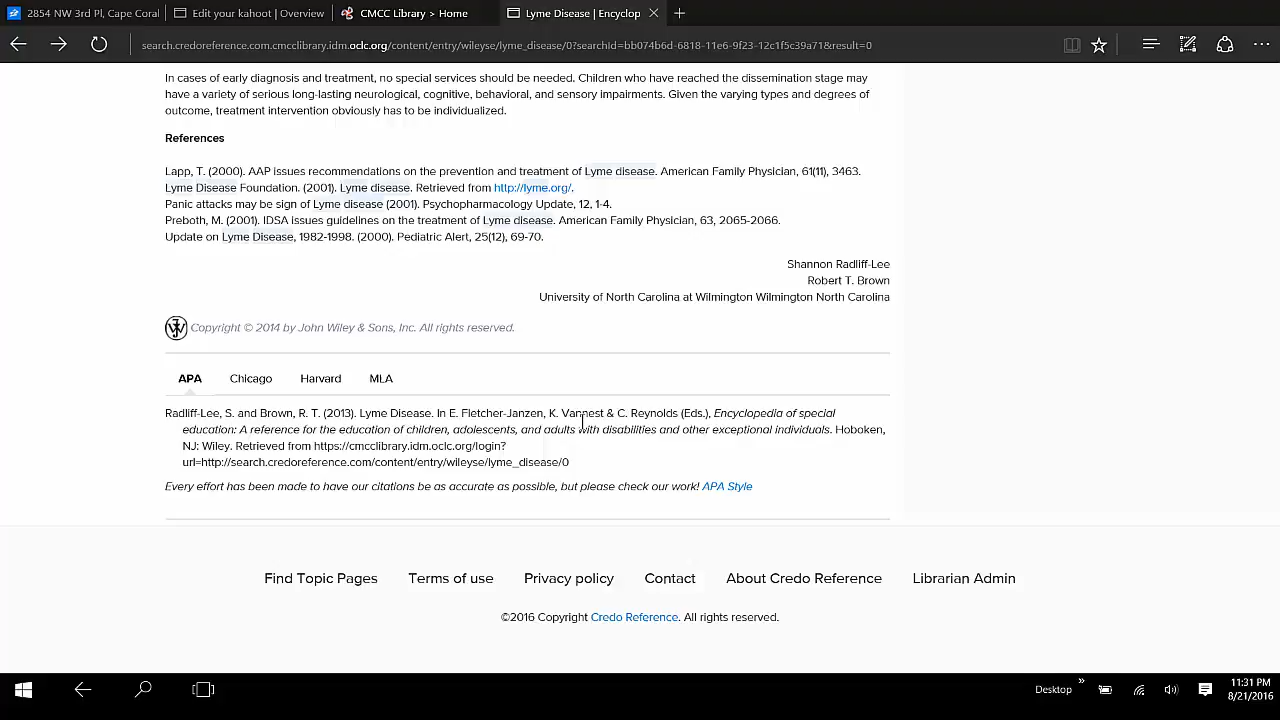 2854 NW 3rd Pl, Cape Coral
Edit your kahoot | Overview
CMCC Library > Home
Lyme Disease | Encyclop
search.credoreference.com.cmcclibrary.idm.oclc.org/content/entry/wileyse/lyme_disease/0?searchId=bb074b6d-6818-11e6-9f23-12c1f5c39a71&result=0
In cases of early diagnosis and treatment, no special services should be needed. Children who have reached the dissemination stage may
have a variety of serious long-lasting neurological, cognitive, behavioral, and sensory impairments. Given the varying types and degrees of
outcome, treatment intervention obviously has to be individualized.
References
Lapp, T. (2000). AAP issues recommendations on the prevention and treatment of Lyme disease. American Family Physician, 61(11), 3463.
Lyme Disease Foundation. (2001). Lyme disease. Retrieved from http://lyme.org/.
Panic attacks may be sign of Lyme disease (2001). Psychopharmacology Update, 12, 1-4.
Preboth, M. (2001). IDSA issues guidelines on the treatment of Lyme disease. American Family Physician, 63, 2065-2066.
Update on Lyme Disease, 1982-1998. (2000). Pediatric Alert, 25(12), 69-70.
Shannon Radliff-Lee
Robert T. Brown
University of North Carolina at Wilmington Wilmington North Carolina
Copyright © 2014 by John Wiley & Sons, Inc. All rights reserved.
APA Chicago Harvard MLA
Radliff-Lee, S. and Brown, R. T. (2013). Lyme Disease. In E. Fletcher-Janzen, K. Vannest & C. Reynolds (Eds.), Encyclopedia of special
education: A reference for the education of children, adolescents, and adults with disabilities and other exceptional individuals. Hoboken,
NJ: Wiley. Retrieved from https://cmcclibrary.idm.oclc.org/login?
url=http://search.credoreference.com/content/entry/wileyse/lyme_disease/0
Every effort has been made to have our citations be as accurate as possible, but please check our work! APA Style
Find Topic Pages Terms of use Privacy policy Contact About Credo Reference Librarian Admin
©2016 Copyright Credo Reference. All rights reserved.
Desktop
11:31 PM
8/21/2016